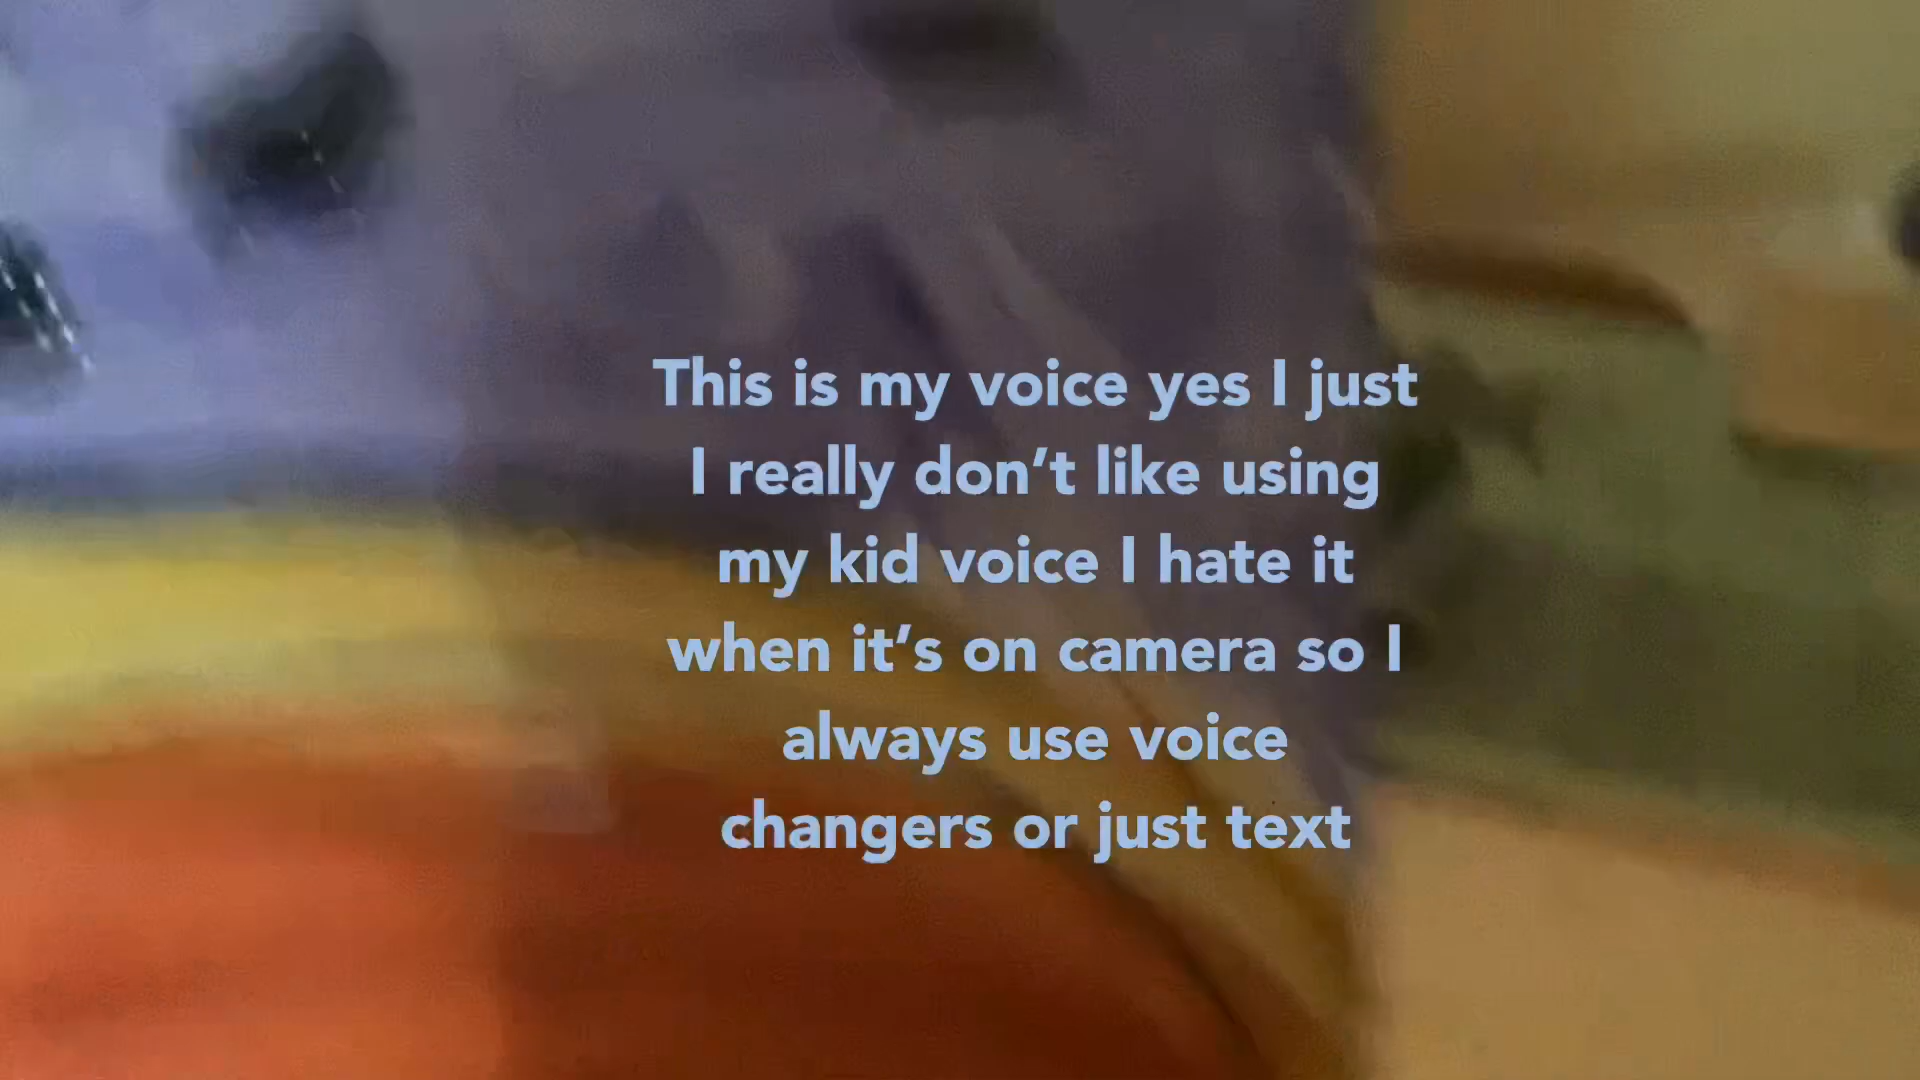 This is my voice yes I just
I really don’t like using
my kid voice I hate it
when it’s on camera so I
always use voice
changers or just text